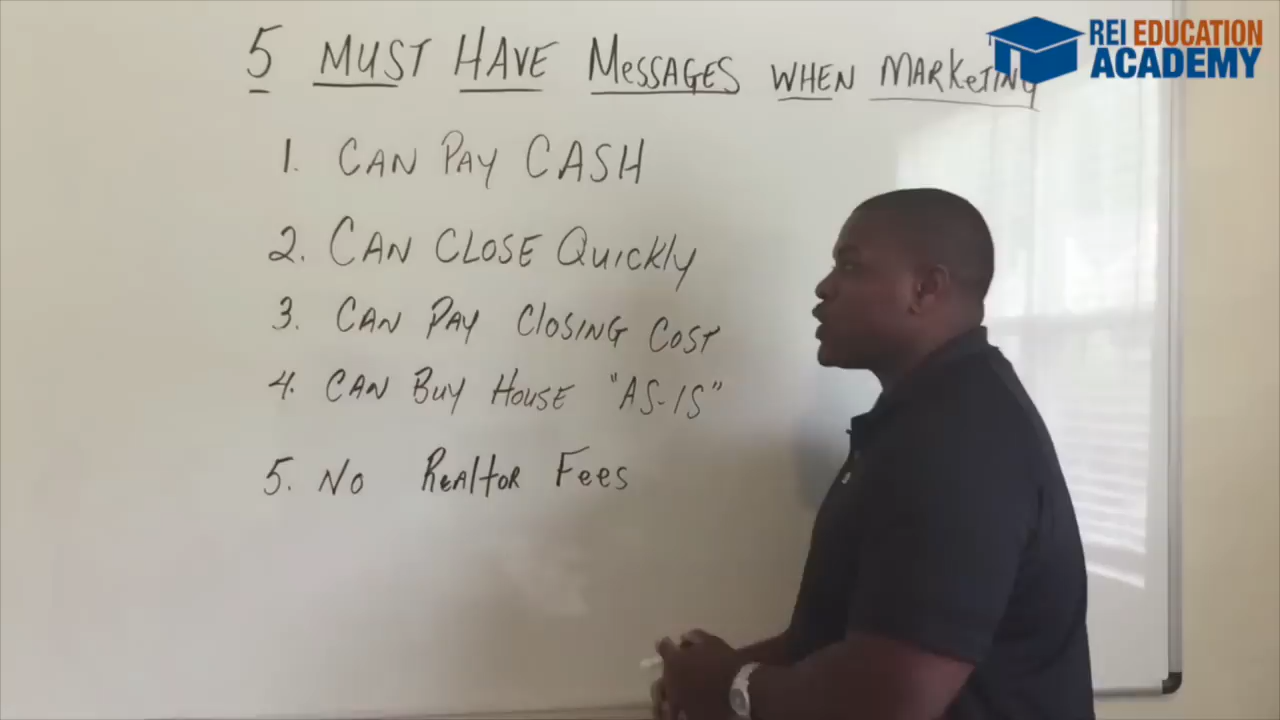 5 MUST HAVE MESSAGES WHEN MARKETING
1. CAN PAY CASH
2. CAN CLOSE QUICKLY
3. CAN PAY CLOSING COST
4. CAN BUY HOUSE "AS-IS"
5. NO REALTOR FEES
REI EDUCATION
ACADEMY